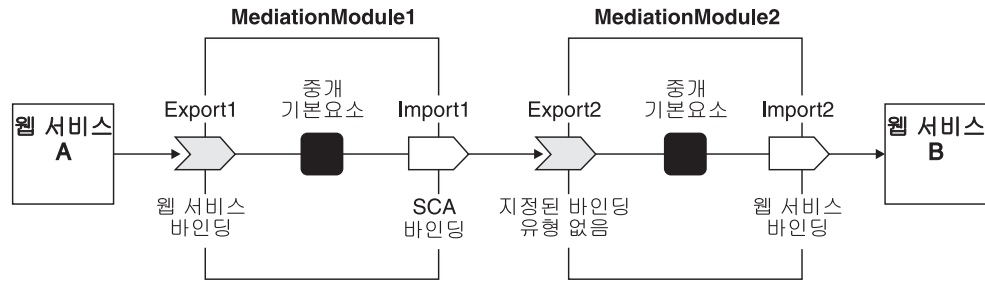 MediationModule1
MediationModule2
웹 서비스
A
Export1
중개
기본요소
Import1
Export2
중개
기본요소
Import2
웹 서비스
B
웹 서비스
바인딩
SCA
바인딩
지정된 바인딩
유형 없음
웹 서비스
바인딩